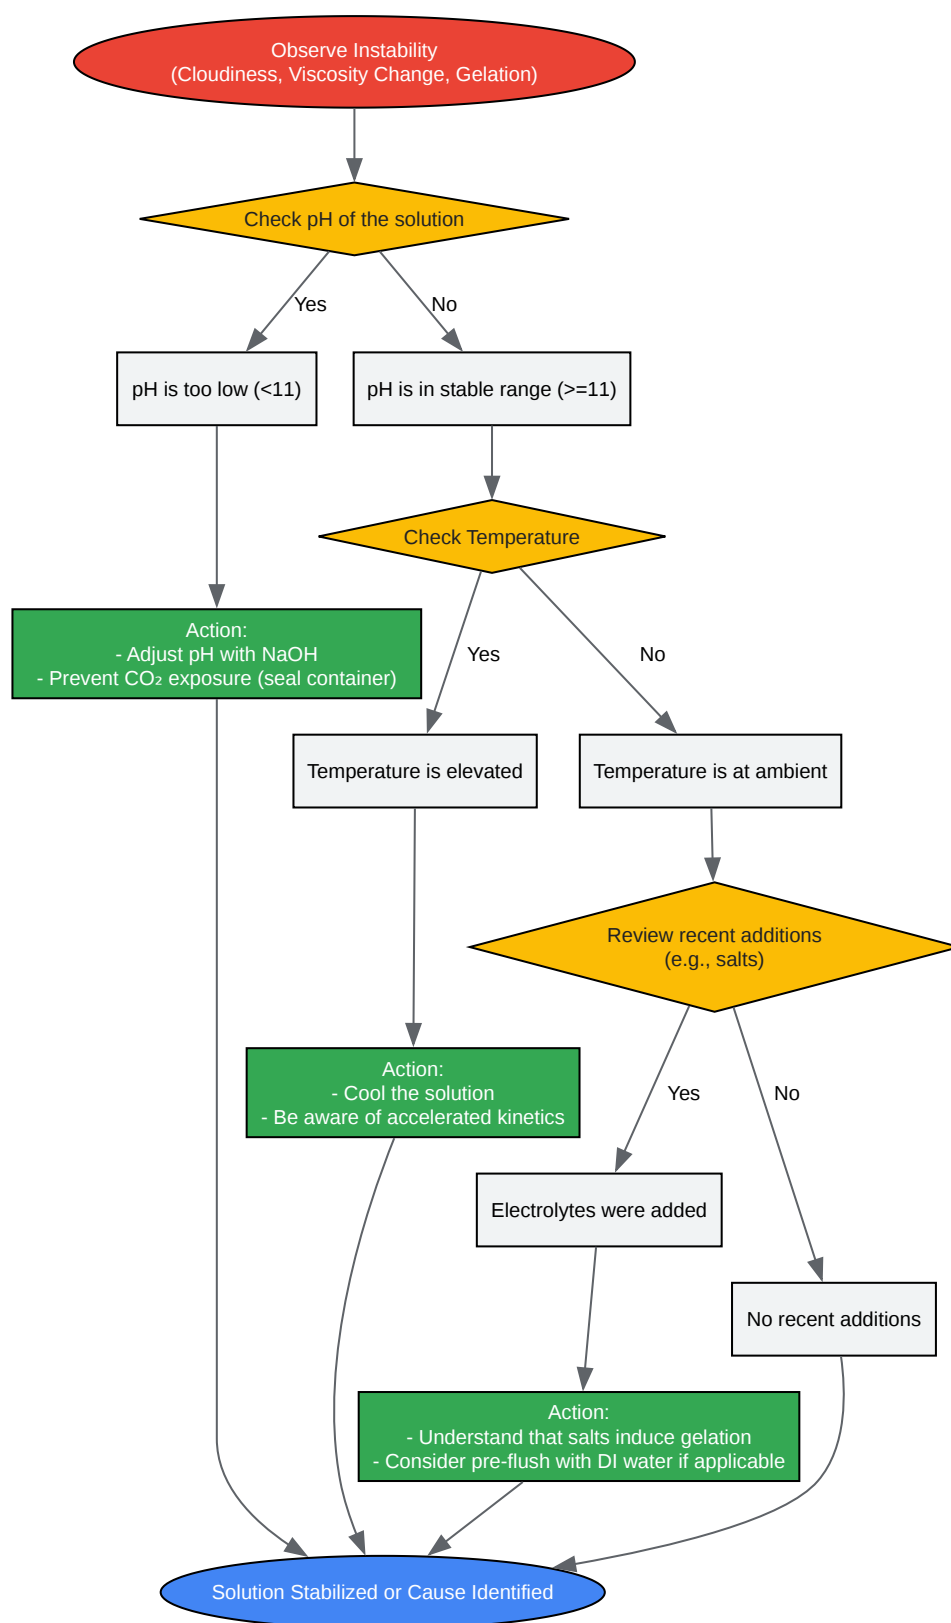 Observe Instability
(Cloudiness, Viscosity Change, Gelation)
Check pH of the solution
Yes
No
pH is too low (<11)
pH is in stable range (>=11)
Check Temperature
Action:
- Adjust pH with NaOH
- Prevent CO₂ exposure (seal container)
Yes
No
Temperature is elevated
Temperature is at ambient
Review recent additions
(e.g., salts)
Action:
- Cool the solution
- Be aware of accelerated kinetics
Yes
No
Electrolytes were added
No recent additions
Action:
- Understand that salts induce gelation
- Consider pre-flush with DI water if applicable
Solution Stabilized or Cause Identified